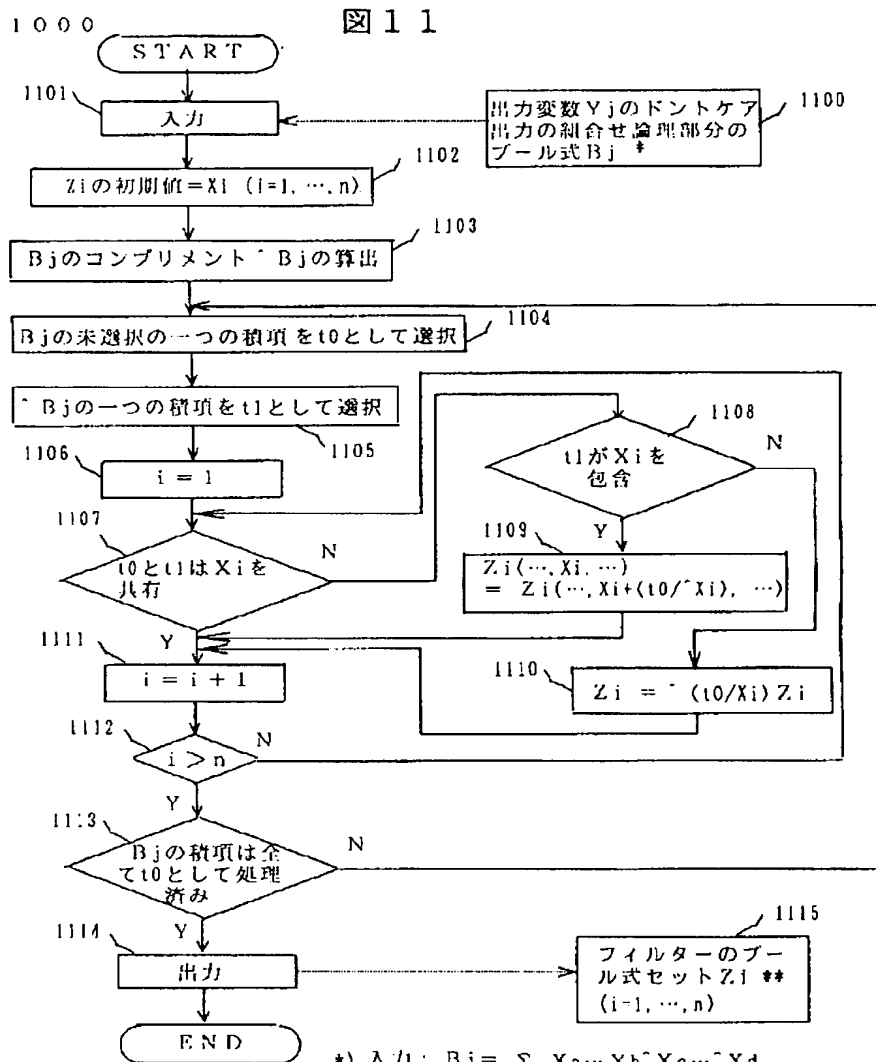 1000
図11
START
1101
入力
出力変数Yjのドントケア
出力の組合せ論理部分の
ブール式Bj *
1100
1102
Ziの初期値=Xi (i=1, …, n)
1103
Bjのコンプリメント^Bjの算出
1104
Bjの未選択の一つの積項をt0として選択
^Bjの一つの積項をt1として選択
1105
1106
i = 1
1107
t0とt1はXiを
共有
N
Y
1108
t1がXiを
包含
N
Y
1109
Zi(…, Xi, …)
= Zi(…, Xi+(t0/^Xi), …)
1110
Zi = ^(t0/Xi)Zi
1111
i = i + 1
1112
i > n
N
Y
1113
Bjの積項は全
てt0として処理
済み
N
Y
1114
出力
1115
フィルターのブー
ル式セットZi **
(i=1, …, n)
END
*) 入力: Bj= Σ Xa…Xb^Xc…^Xd